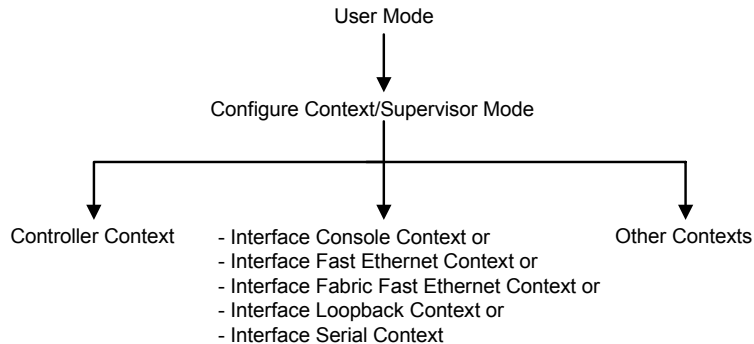 User Mode
Configure Context/Supervisor Mode
Controller Context
- Interface Console Context or
- Interface Fast Ethernet Context or
- Interface Fabric Fast Ethernet Context or
- Interface Loopback Context or
- Interface Serial Context
Other Contexts